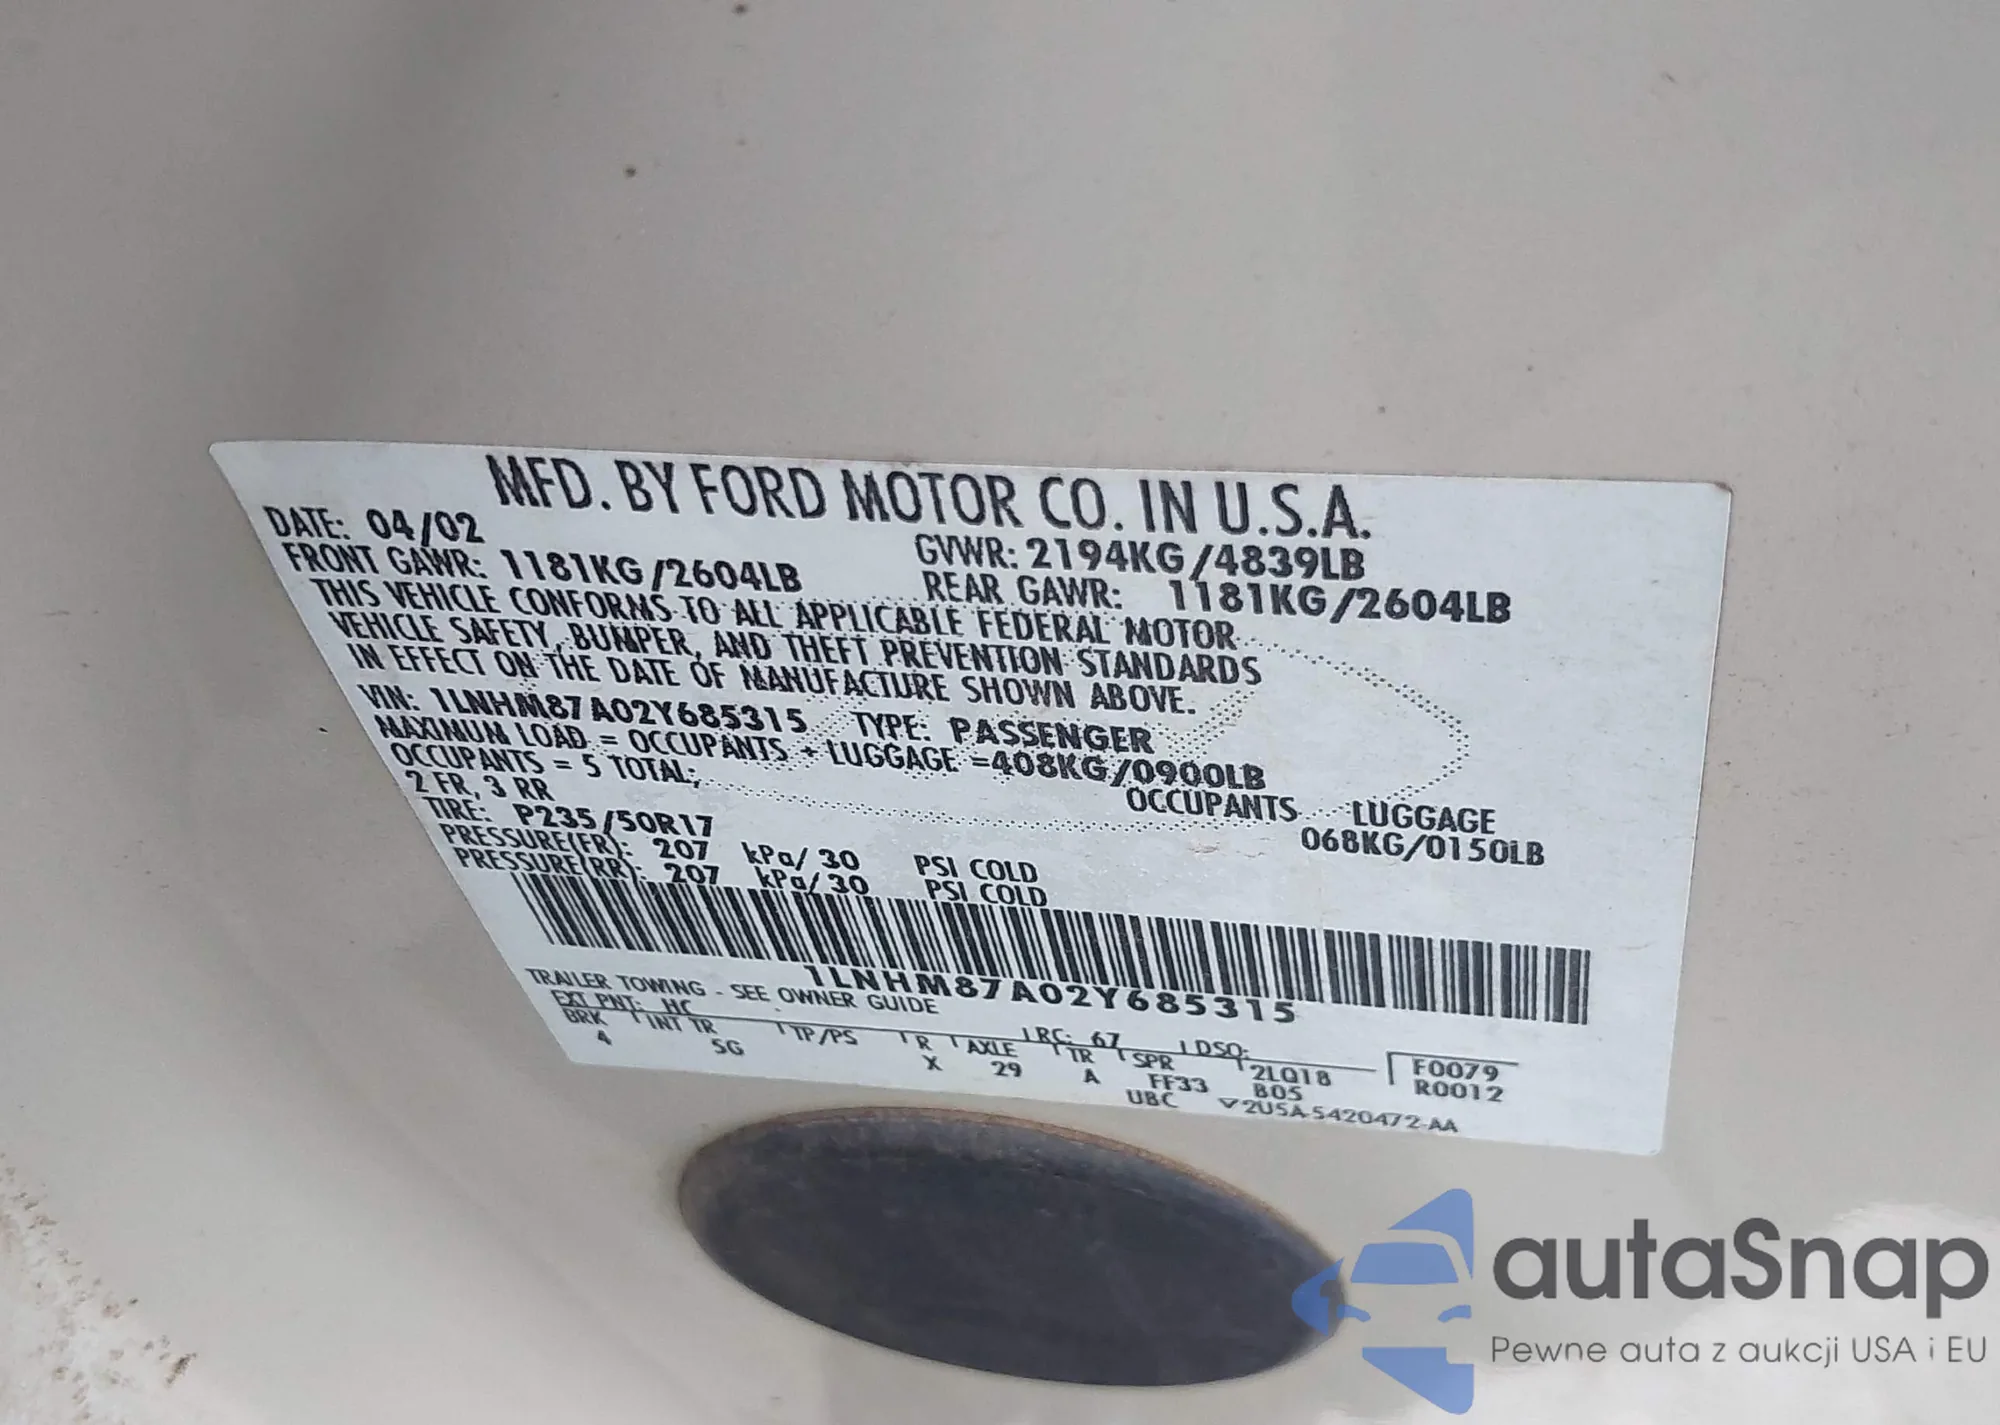 MFD. BY FORD MOTOR CO. IN U.S.A.
DATE: 04/02 GVWR: 2194KG/4839LB
FRONT GAWR: 1181KG/2604LB REAR GAWR: 1181KG/2604LB
THIS VEHICLE CONFORMS TO ALL APPLICABLE FEDERAL MOTOR
VEHICLE SAFETY, BUMPER, AND THEFT PREVENTION STANDARDS
IN EFFECT ON THE DATE OF MANUFACTURE SHOWN ABOVE.
VIN: 1LNHM87A02Y685315 TYPE: PASSENGER
MAXIMUM LOAD = OCCUPANTS + LUGGAGE =408KG/0900LB
OCCUPANTS = 5 TOTAL; OCCUPANTS LUGGAGE
2 FR, 3 RR 068KG/0150LB
TIRE: P235/50R17
PRESSURE(FR): 207 kPa/ 30 PSI COLD
PRESSURE(RR): 207 kPa/ 30 PSI COLD
1LNHM87A02Y685315
TRAILER TOWING - SEE OWNER GUIDE
EXT PNT: HC RC: 67 DSO: F0079
BRK INT TR TP/PS R AXLE TR SPR 2LQ18 R0012
4 5G X 29 A FF33 B05
UBC ▽2U5A-5420472-AA
autaSnap
Pewne auta z aukcji USA i EU